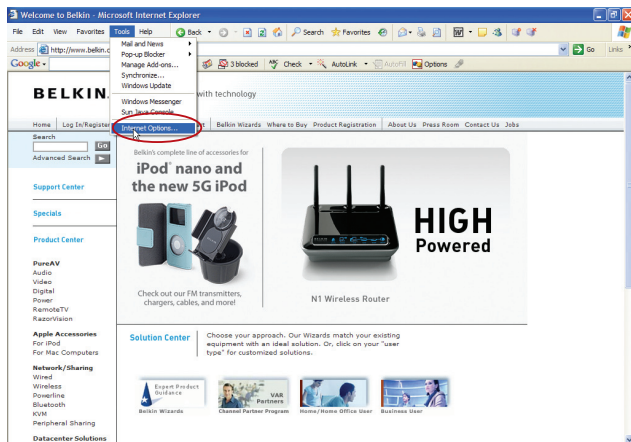 Welcome to Belkin - Microsoft Internet Explorer
File Edit View Favorites Tools Help Back Search Favorites
Address http://www.belkin.c Go Links
Google 3 blocked Check AutoLink AutoFill Options
Mail and News
Pop-up Blocker
Manage Add-ons...
Synchronize...
Windows Update
Windows Messenger
Sun Java Console
Internet Options...
BELKIN. with technology
Home Log In/Register Belkin Wizards Where to Buy Product Registration About Us Press Room Contact Us Jobs
Search
Go
Advanced Search
Support Center
Specials
Product Center
PureAV
Audio
Video
Digital
Power
RemoteTV
RazorVision
Apple Accessories
For iPod
For Mac Computers
Network/Sharing
Wired
Wireless
Powerline
Bluetooth
KVM
Peripheral Sharing
Datacenter Solutions
Belkin's complete line of accessories for
iPod® nano and
the new 5G iPod
Check out our FM transmitters,
chargers, cables, and more!
HIGH
Powered
N1 Wireless Router
Solution Center
Choose your approach. Our Wizards match your existing
equipment with an ideal solution. Or, click on your "user
type" for customized solutions.
Expert Product
Guidance
VAR
Partners
Belkin Wizards Channel Partner Program Home/Home Office User Business User